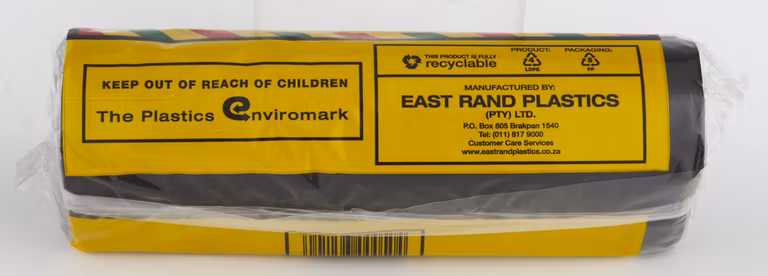 KEEP OUT OF REACH OF CHILDREN
The Plastics Enviromark
THIS PRODUCT IS FULLY
recyclable
PRODUCT:
4
LDPE
PACKAGING:
5
PP
MANUFACTURED BY:
EAST RAND PLASTICS
(PTY) LTD.
P.O. Box 805 Brakpan 1540
Tel: (011) 817 9000
Customer Care Services
www.eastrandplastics.co.za